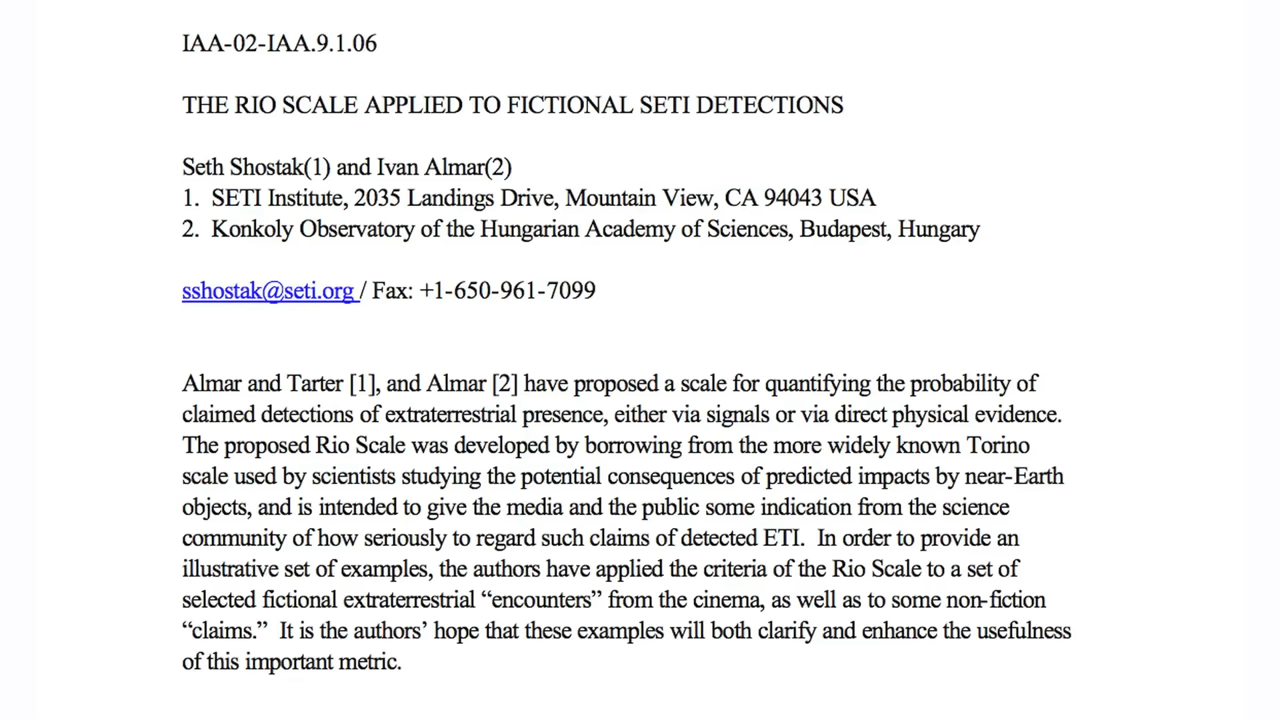 IAA-02-IAA.9.1.06
THE RIO SCALE APPLIED TO FICTIONAL SETI DETECTIONS
Seth Shostak(1) and Ivan Almar(2)
1.  SETI Institute, 2035 Landings Drive, Mountain View, CA 94043 USA
2.  Konkoly Observatory of the Hungarian Academy of Sciences, Budapest, Hungary
sshostak@seti.org / Fax: +1-650-961-7099
Almar and Tarter [1], and Almar [2] have proposed a scale for quantifying the probability of
claimed detections of extraterrestrial presence, either via signals or via direct physical evidence.
The proposed Rio Scale was developed by borrowing from the more widely known Torino
scale used by scientists studying the potential consequences of predicted impacts by near-Earth
objects, and is intended to give the media and the public some indication from the science
community of how seriously to regard such claims of detected ETI.  In order to provide an
illustrative set of examples, the authors have applied the criteria of the Rio Scale to a set of
selected fictional extraterrestrial “encounters” from the cinema, as well as to some non-fiction
“claims.”  It is the authors’ hope that these examples will both clarify and enhance the usefulness
of this important metric.